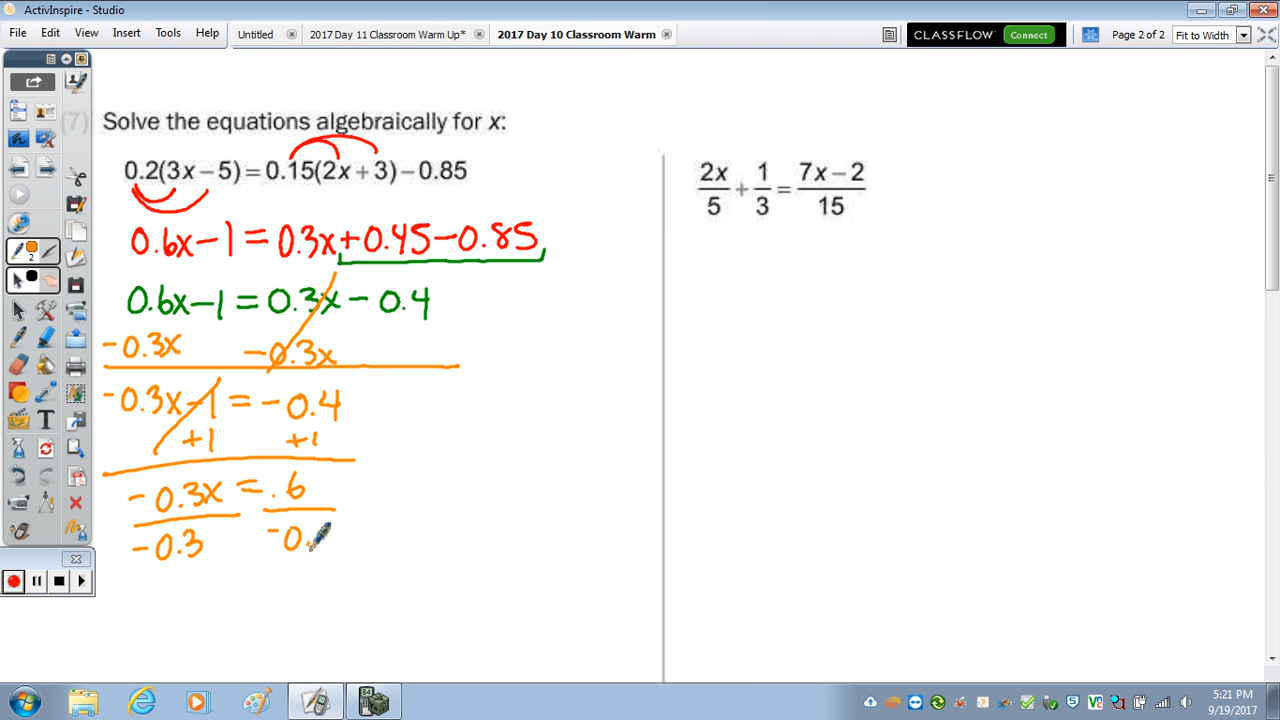 ActivInspire - Studio
File Edit View Insert Tools Help
Untitled
2017 Day 11 Classroom Warm Up*
2017 Day 10 Classroom Warm
CLASSFLOW Connect
Page 2 of 2
Fit to Width
(7) Solve the equations algebraically for x:
0.2(3x − 5) = 0.15(2x + 3) − 0.85
0.6x−1 = 0.3x+0.45−0.85
0.6x−1 = 0.3x − 0.4
−0.3x −0.3x
-0.3x−1 = −0.4
+1 +1
-0.3x = .6
-0.3 -0.
2x/5 + 1/3 = 7x − 2/15
2
5:21 PM
9/19/2017